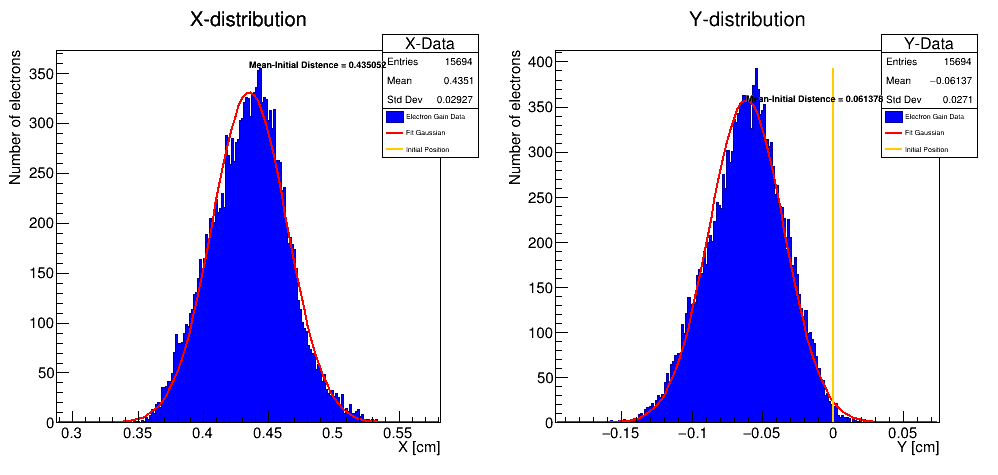 X-distribution
Number of electrons
Mean-Initial Distence = 0.435052
X-Data
Entries 15694
Mean 0.4351
Std Dev 0.02927
Electron Gain Data
Fit Gaussian
Initial Position
350
300
250
200
150
100
50
0
0.3 0.35 0.4 0.45 0.5 0.55
X [cm]
Y-distribution
Number of electrons
Mean-Initial Distence = 0.061378
Y-Data
Entries 15694
Mean −0.06137
Std Dev 0.0271
Electron Gain Data
Fit Gaussian
Initial Position
400
350
300
250
200
150
100
50
0
−0.15 −0.1 −0.05 0 0.05
Y [cm]